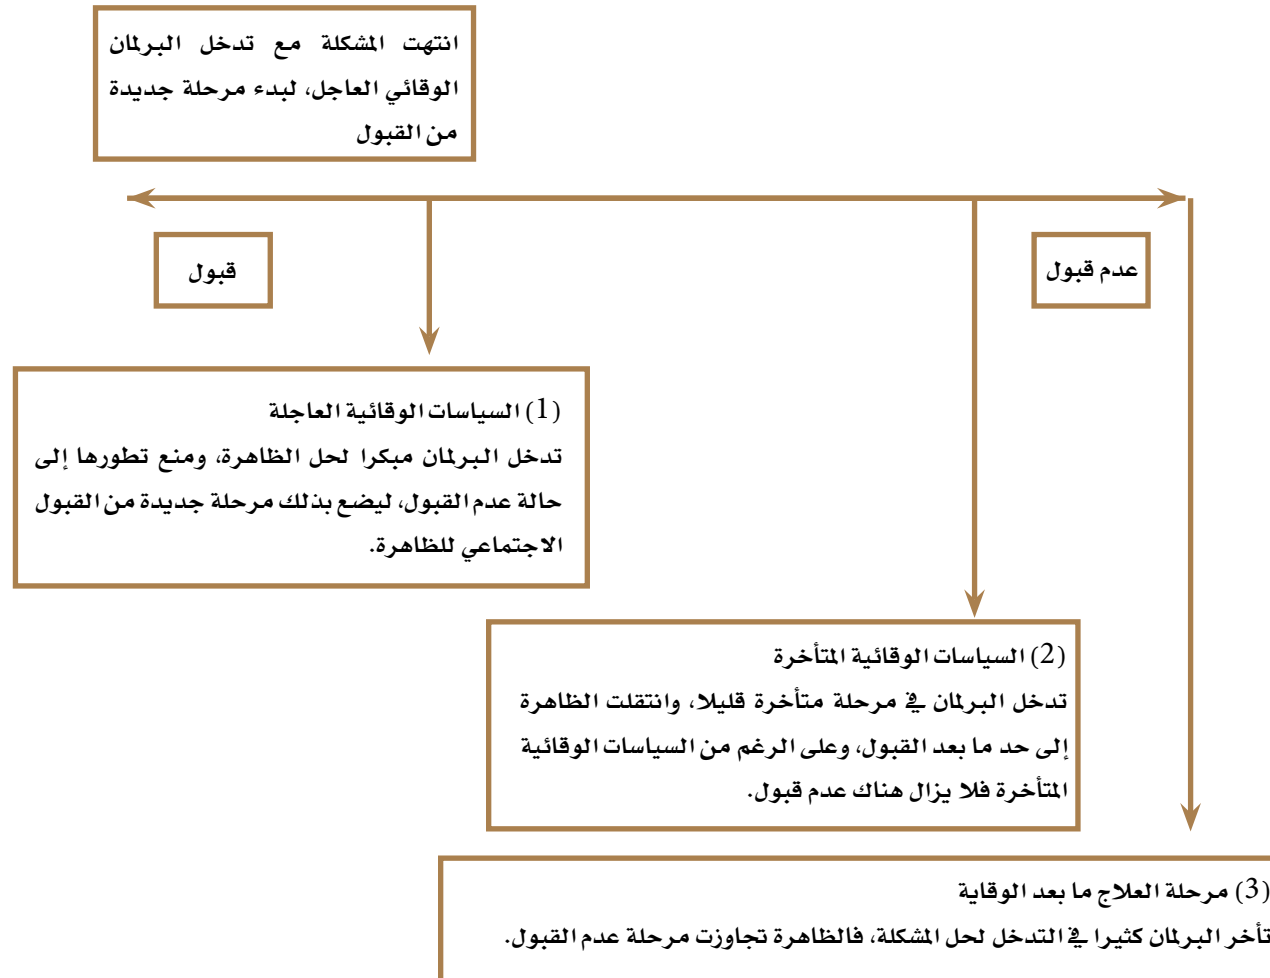 انتهت المشكلة مع تدخل البرلمان
الوقائي العاجل، لبدء مرحلة جديدة
من القبول
عدم قبول
قبول
(1) السياسات الوقائية العاجلة
تدخل البرلمان مبكرا لحل الظاهرة، ومنع تطورها إلى
حالة عدم القبول، ليضع بذلك مرحلة جديدة من القبول
الاجتماعي للظاهرة.
(2) السياسات الوقائية المتأخرة
تدخل البرلمان في مرحلة متأخرة قليلا، وانتقلت الظاهرة
إلى حد ما بعد القبول، وعلى الرغم من السياسات الوقائية
المتأخرة فلا يزال هناك عدم قبول.
(3) مرحلة العلاج ما بعد الوقاية
تأخر البرلمان كثيرا في التدخل لحل المشكلة، فالظاهرة تجاوزت مرحلة عدم القبول.